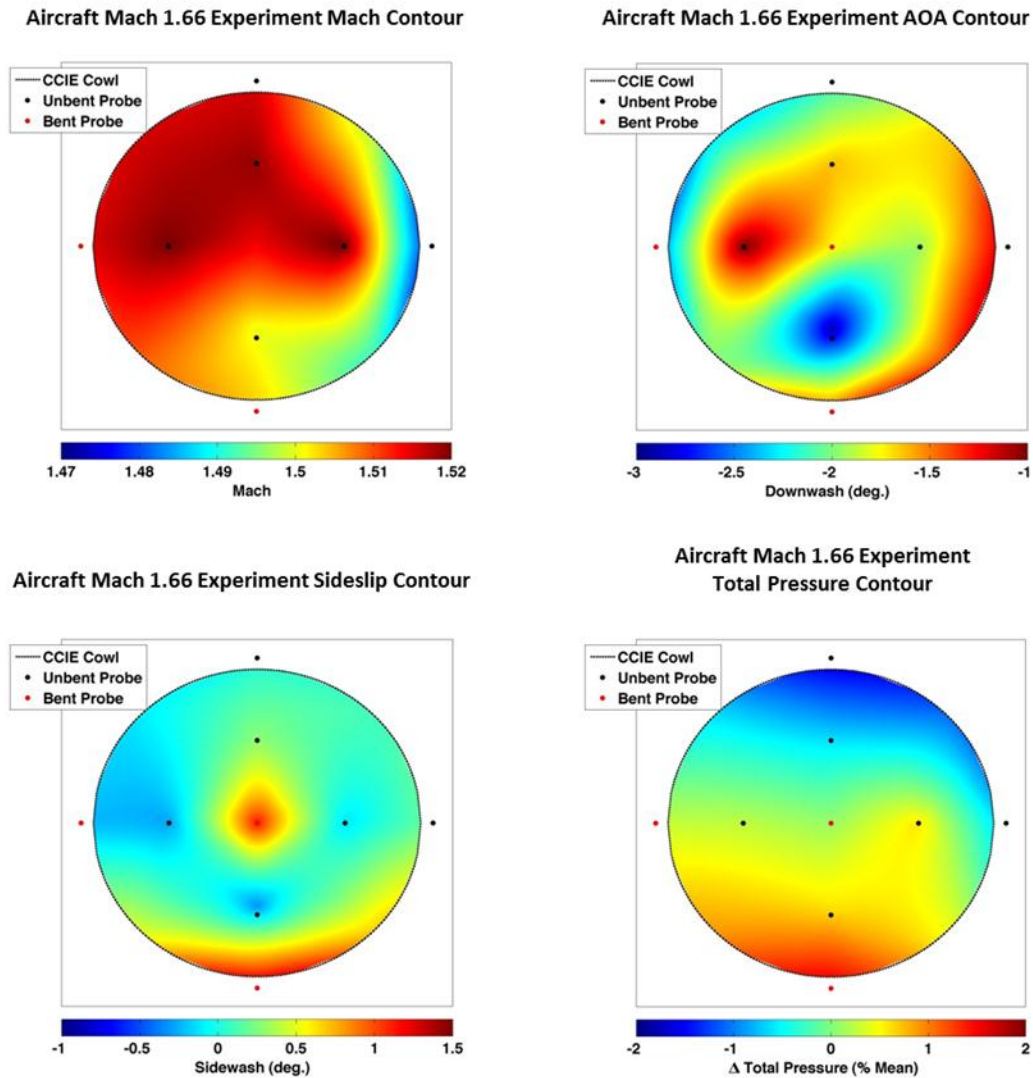 Aircraft Mach 1.66 Experiment Mach Contour
CCIE Cowl
Unbent Probe
Bent Probe
1.47 1.48 1.49 1.5 1.51 1.52
Mach
Aircraft Mach 1.66 Experiment AOA Contour
CCIE Cowl
Unbent Probe
Bent Probe
-3 -2.5 -2 -1.5 -1
Downwash (deg.)
Aircraft Mach 1.66 Experiment Sideslip Contour
CCIE Cowl
Unbent Probe
Bent Probe
-1 -0.5 0 0.5 1 1.5
Sidewash (deg.)
Aircraft Mach 1.66 Experiment
Total Pressure Contour
CCIE Cowl
Unbent Probe
Bent Probe
-2 -1 0 1 2
Δ Total Pressure (% Mean)